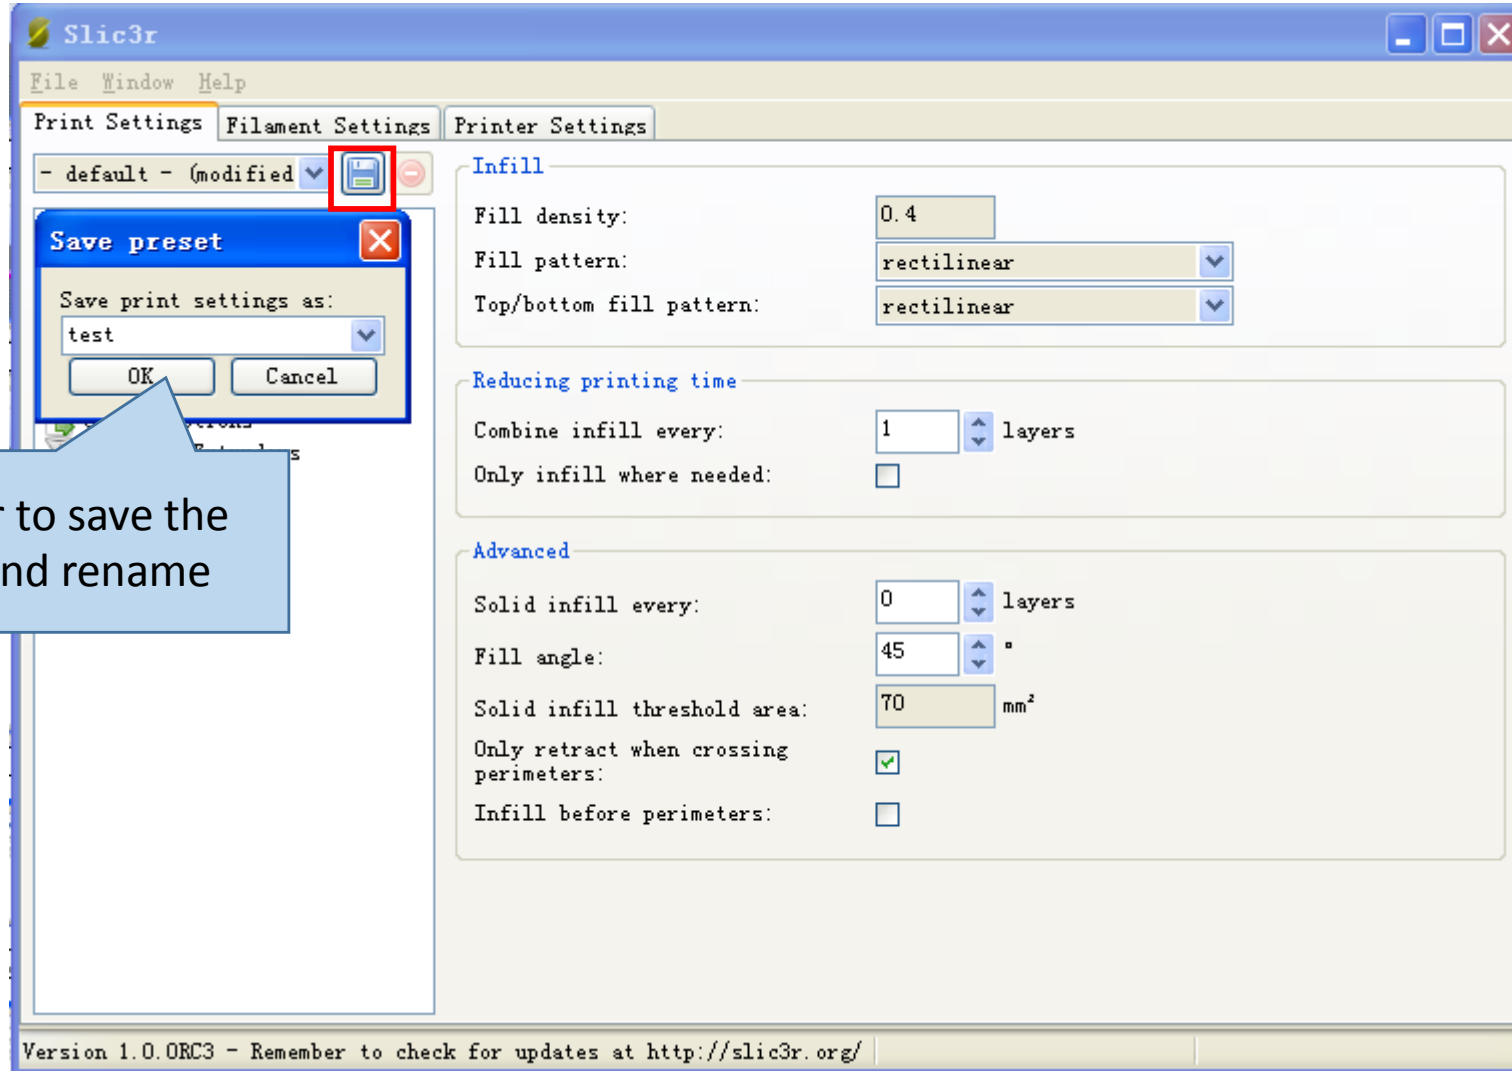 Slic3r
File Window Help
Print Settings Filament Settings Printer Settings
- default - (modified
Save preset
Save print settings as:
test
OK Cancel
to save the
rename
Infill
Fill density: 0.4
Fill pattern: rectilinear
Top/bottom fill pattern: rectilinear
Reducing printing time
Combine infill every: 1 layers
Only infill where needed:
Advanced
Solid infill every: 0 layers
Fill angle: 45 °
Solid infill threshold area: 70 mm²
Only retract when crossing
perimeters:
Infill before perimeters:
Version 1.0.0RC3 - Remember to check for updates at http://slic3r.org/